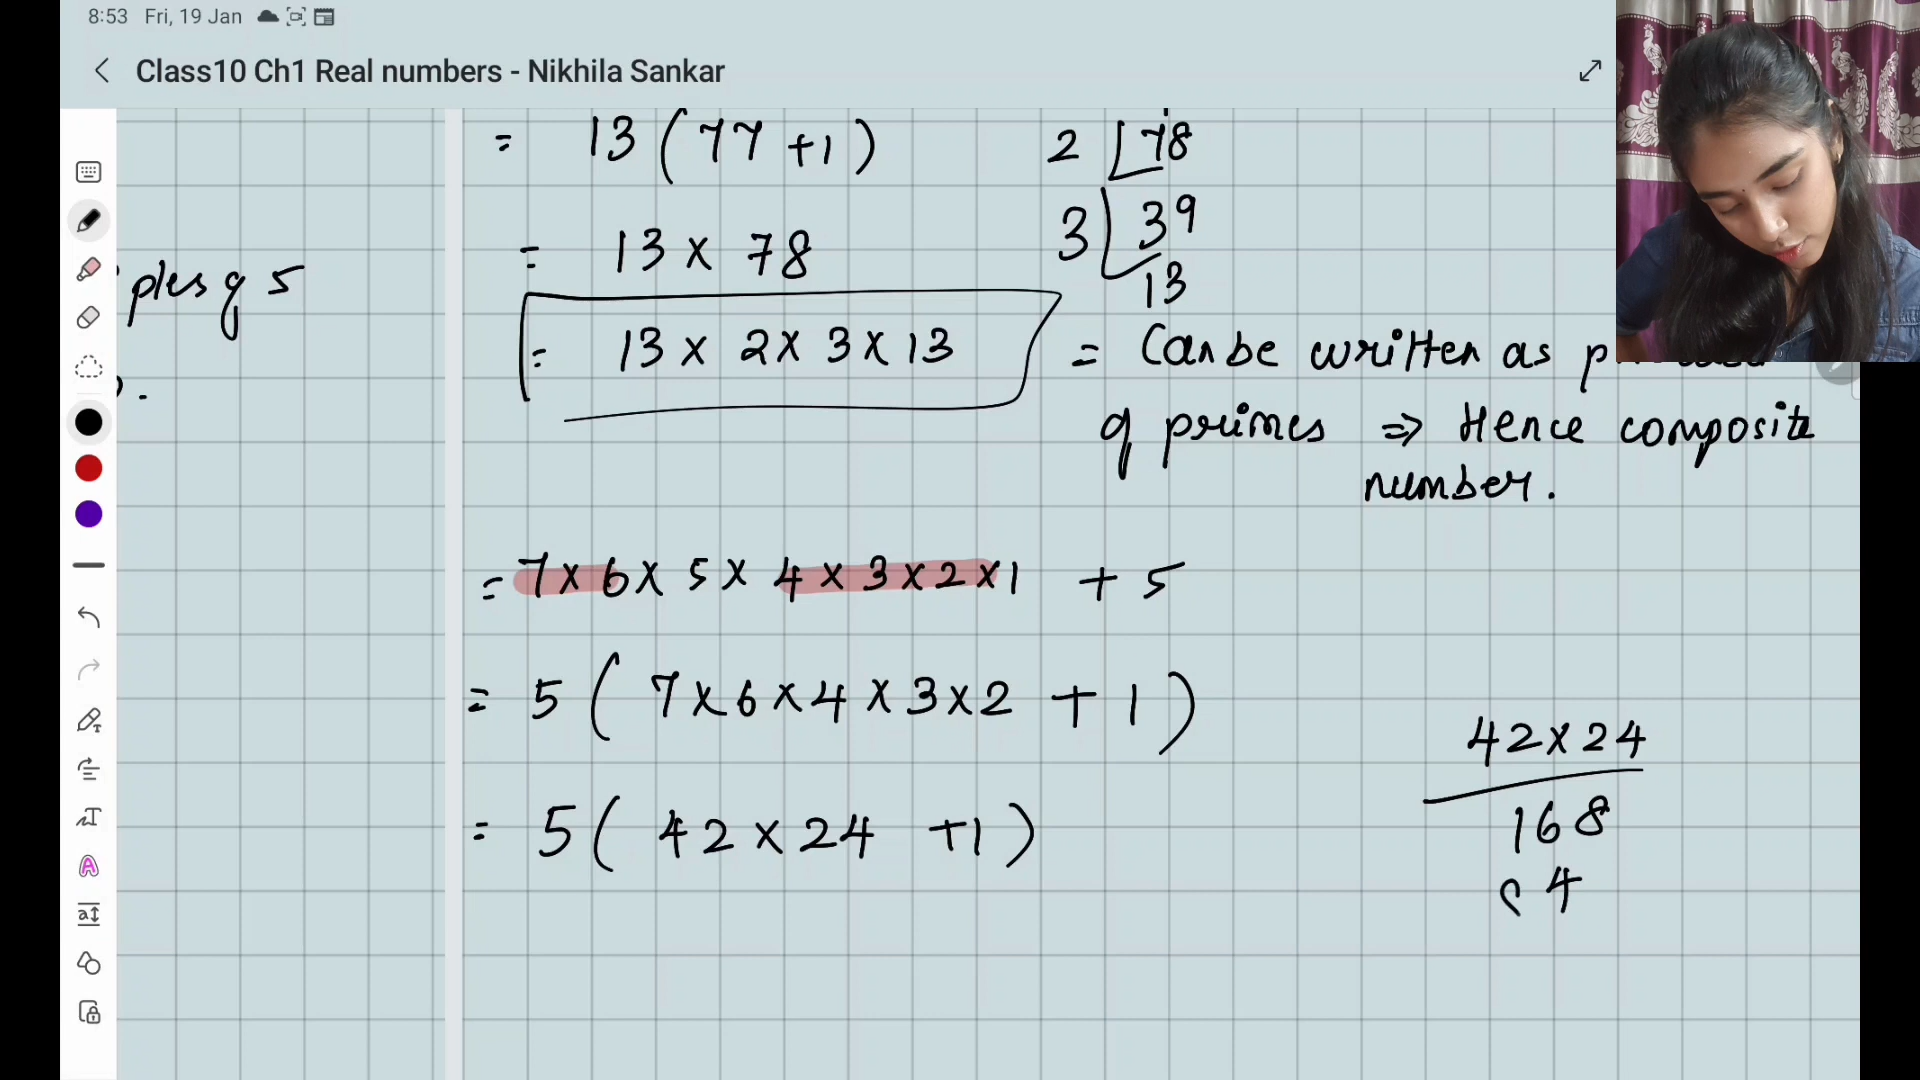 8:53 Fri, 19 Jan
Class10 Ch1 Real numbers - Nikhila Sankar
= 13 ( 77 + 1 )
2 78
= 13 × 78
3 39
13
ples of 5
= 13 × 2 × 3 × 13
= Can be written as
of primes ⇒ Hence composite
number.
= 7 × 6 × 5 × 4 × 3 × 2 × 1 + 5
= 5 ( 7 × 6 × 4 × 3 × 2 + 1 )
42 × 24
168
= 5 ( 42 × 24 + 1 )
4